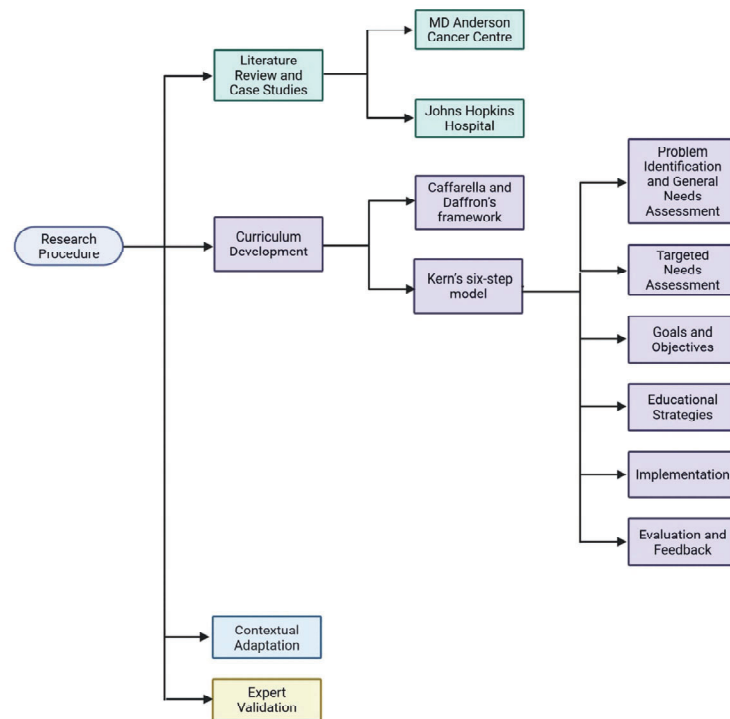 Research
Procedure
Literature
Review and
Case Studies
MD Anderson
Cancer Centre
Johns Hopkins
Hospital
Curriculum
Development
Caffarella and
Daffron's
framework
Kern's six-step
model
Problem
Identification
and General
Needs
Assessment
Targeted
Needs
Assessment
Goals and
Objectives
Educational
Strategies
Implementation
Evaluation and
Feedback
Contextual
Adaptation
Expert
Validation